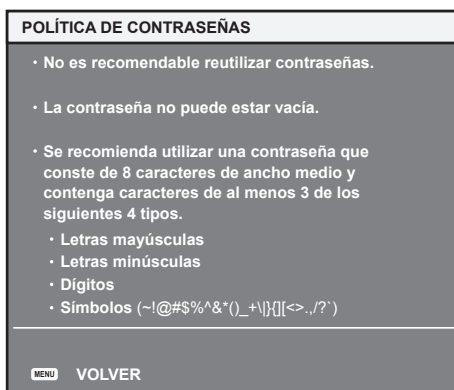 POLÍTICA DE CONTRASEÑAS
• No es recomendable reutilizar contraseñas.
• La contraseña no puede estar vacía.
• Se recomienda utilizar una contraseña que
conste de 8 caracteres de ancho medio y
contenga caracteres de al menos 3 de los
siguientes 4 tipos.
• Letras mayúsculas
• Letras minúsculas
• Dígitos
• Símbolos (~!@#$%^&*()_+\|}{][<>.,/?`)
MENU VOLVER